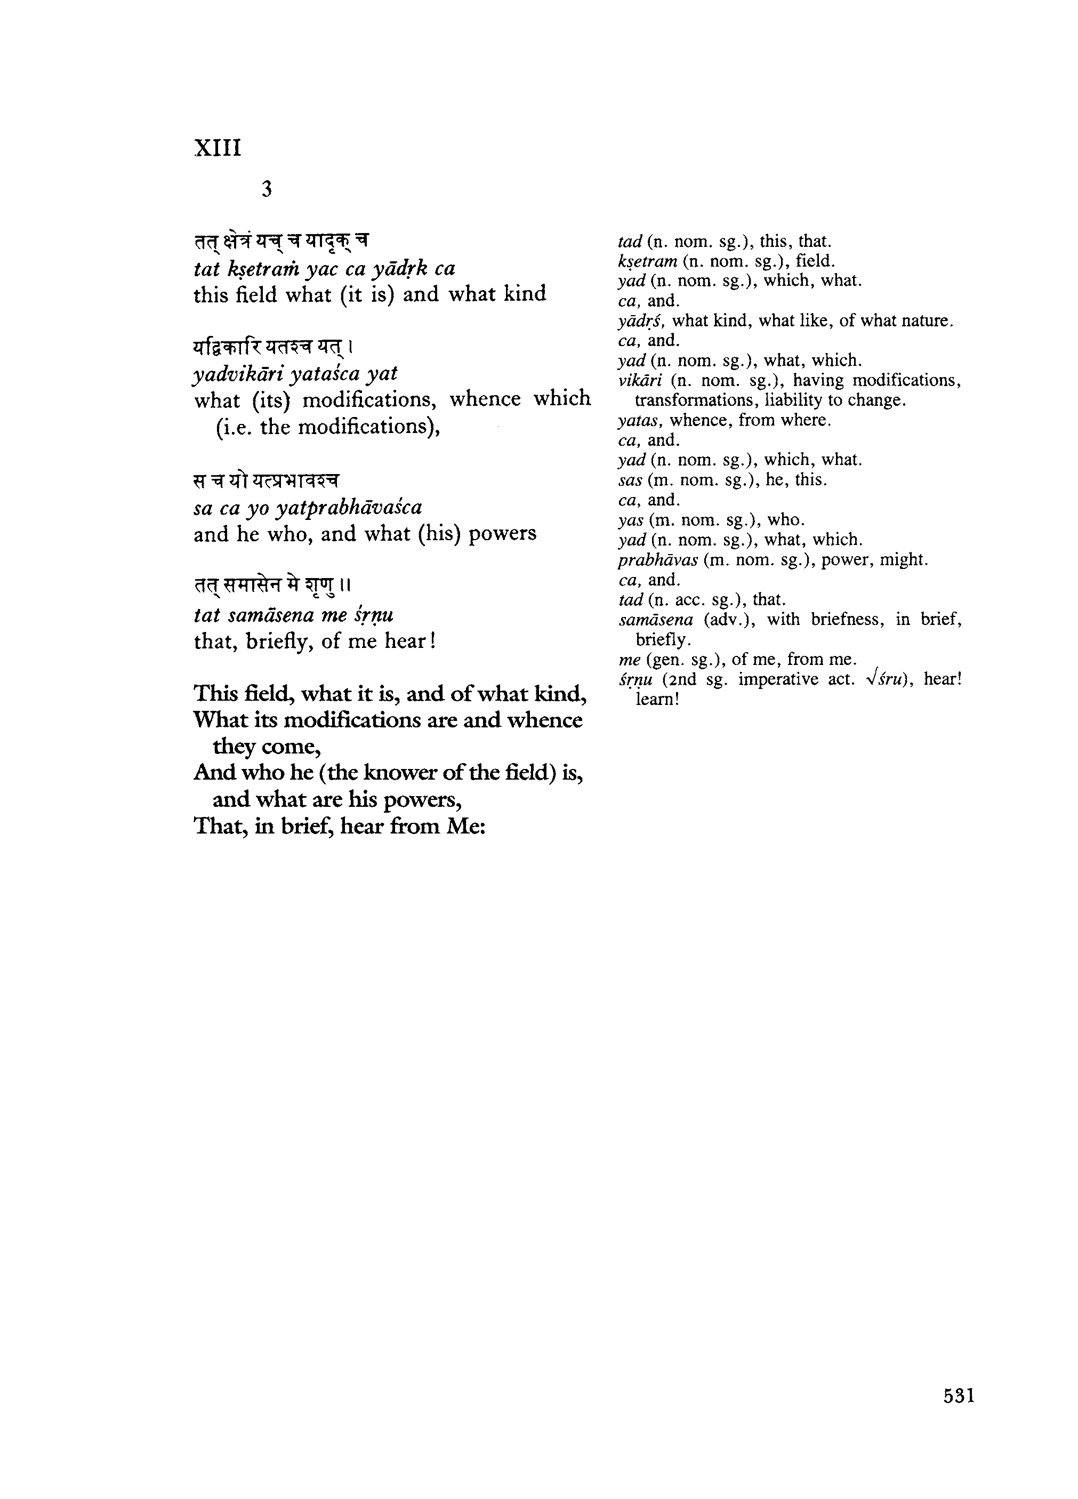 XIII
3
तत् क्षेत्रं यच् च यादृक् च
tat kṣetraṁ yac ca yādṛk ca
this field what (it is) and what kind
यद्विकारि यतश्च यत् ।
yadvikāri yataśca yat
what (its) modifications, whence which
(i.e. the modifications),
स च यो यत्प्रभावश्च
sa ca yo yatprabhāvaśca
and he who, and what (his) powers
तत् समासेन मे शृणु ।।
tat samāsena me śṛṇu
that, briefly, of me hear!
This field, what it is, and of what kind,
What its modifications are and whence
they come,
And who he (the knower of the field) is,
and what are his powers,
That, in brief, hear from Me:
tad (n. nom. sg.), this, that.
kṣetram (n. nom. sg.), field.
yad (n. nom. sg.), which, what.
ca, and.
yādṛś, what kind, what like, of what nature.
ca, and.
yad (n. nom. sg.), what, which.
vikāri (n. nom. sg.), having modifications,
transformations, liability to change.
yatas, whence, from where.
ca, and.
yad (n. nom. sg.), which, what.
sas (m. nom. sg.), he, this.
ca, and.
yas (m. nom. sg.), who.
yad (n. nom. sg.), what, which.
prabhāvas (m. nom. sg.), power, might.
ca, and.
tad (n. acc. sg.), that.
samāsena (adv.), with briefness, in brief,
briefly.
me (gen. sg.), of me, from me.
śṛṇu (2nd sg. imperative act. √śru), hear!
learn!
531